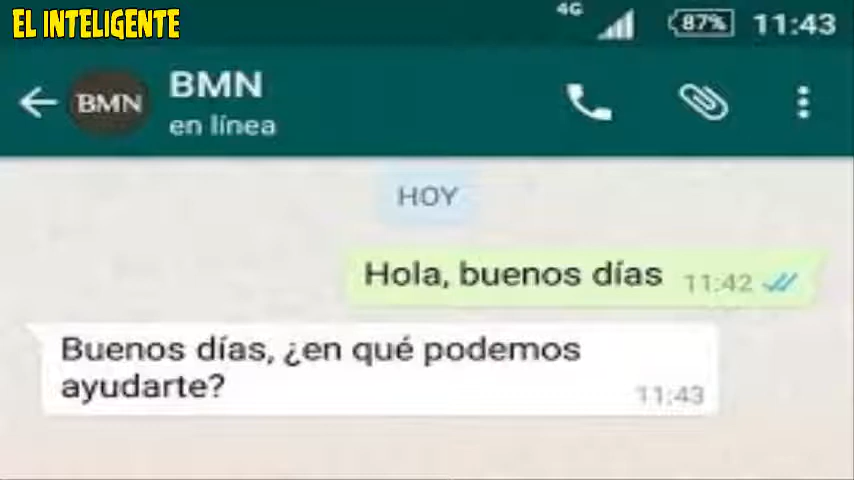 EL INTELIGENTE
4G 87% 11:43
BMN
BMN
en línea
HOY
Hola, buenos días 11:42
Buenos días, ¿en qué podemos
ayudarte?
11:43